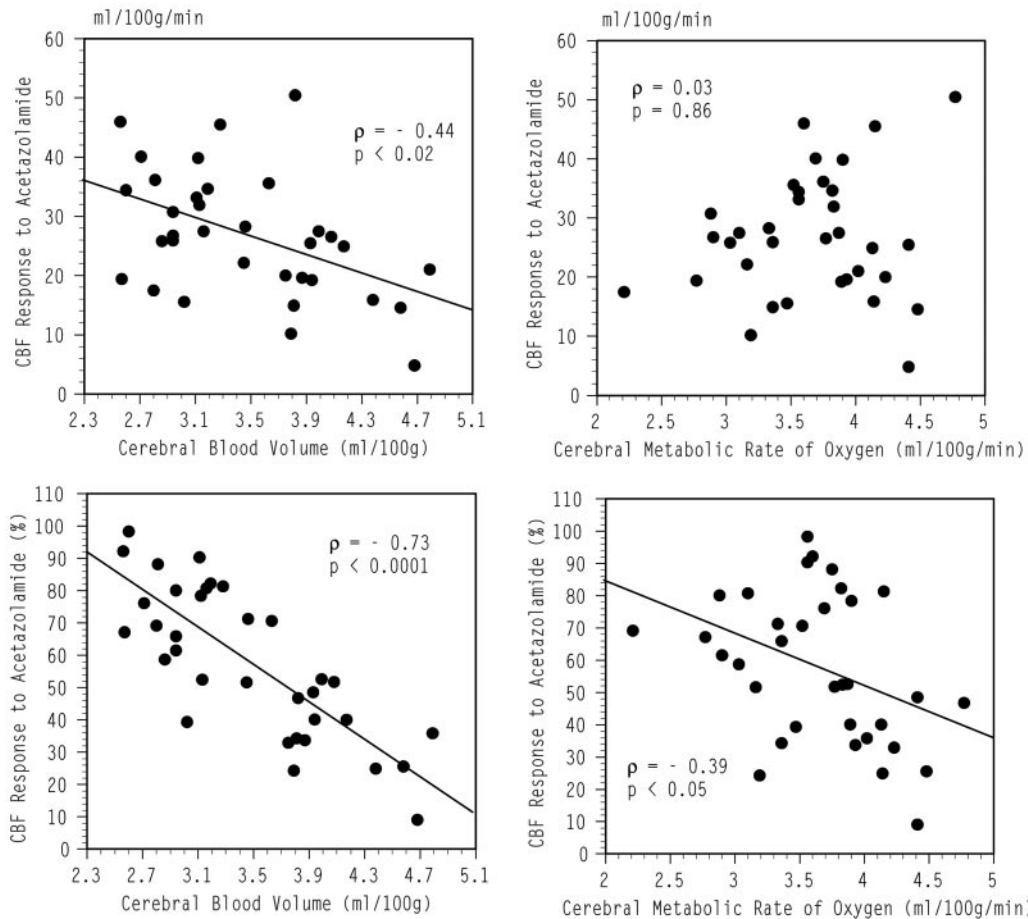 ml/100g/min
CBF Response to Acetazolamide
60
50
40
30
20
10
0
ρ = - 0.44
p < 0.02
2.3 2.7 3.1 3.5 3.9 4.3 4.7 5.1
Cerebral Blood Volume (ml/100g)
ml/100g/min
CBF Response to Acetazolamide
60
50
40
30
20
10
0
ρ = 0.03
p = 0.86
2 2.5 3 3.5 4 4.5 5
Cerebral Metabolic Rate of Oxygen (ml/100g/min)
CBF Response to Acetazolamide (%)
110
100
90
80
70
60
50
40
30
20
10
0
ρ = - 0.73
p < 0.0001
2.3 2.7 3.1 3.5 3.9 4.3 4.7 5.1
Cerebral Blood Volume (ml/100g)
CBF Response to Acetazolamide (%)
110
100
90
80
70
60
50
40
30
20
10
0
ρ = - 0.39
p < 0.05
2 2.5 3 3.5 4 4.5 5
Cerebral Metabolic Rate of Oxygen (ml/100g/min)